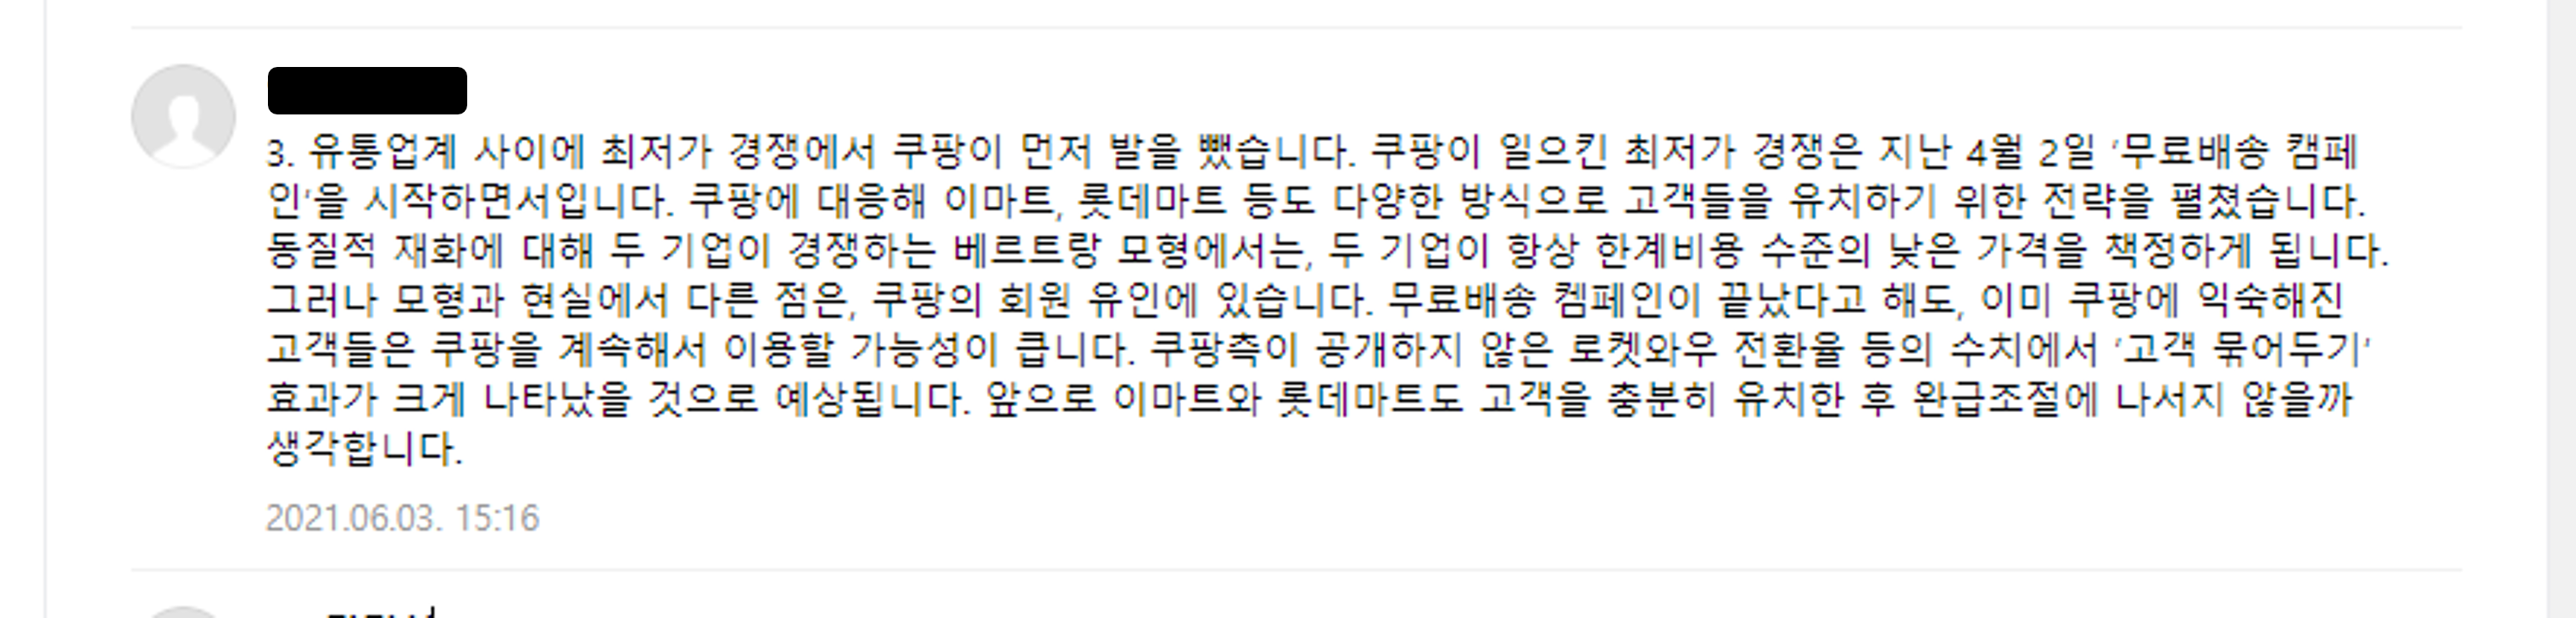 3. 유통업계 사이에 최저가 경쟁에서 쿠팡이 먼저 발을 뺐습니다. 쿠팡이 일으킨 최저가 경쟁은 지난 4월 2일 '무료배송 캠페
인'을 시작하면서입니다. 쿠팡에 대응해 이마트, 롯데마트 등도 다양한 방식으로 고객들을 유치하기 위한 전략을 펼쳤습니다.
동질적 재화에 대해 두 기업이 경쟁하는 베르트랑 모형에서는, 두 기업이 항상 한계비용 수준의 낮은 가격을 책정하게 됩니다.
그러나 모형과 현실에서 다른 점은, 쿠팡의 회원 유인에 있습니다. 무료배송 켐페인이 끝났다고 해도, 이미 쿠팡에 익숙해진
고객들은 쿠팡을 계속해서 이용할 가능성이 큽니다. 쿠팡측이 공개하지 않은 로켓와우 전환율 등의 수치에서 '고객 묶어두기'
효과가 크게 나타났을 것으로 예상됩니다. 앞으로 이마트와 롯데마트도 고객을 충분히 유치한 후 완급조절에 나서지 않을까
생각합니다.
2021.06.03. 15:16